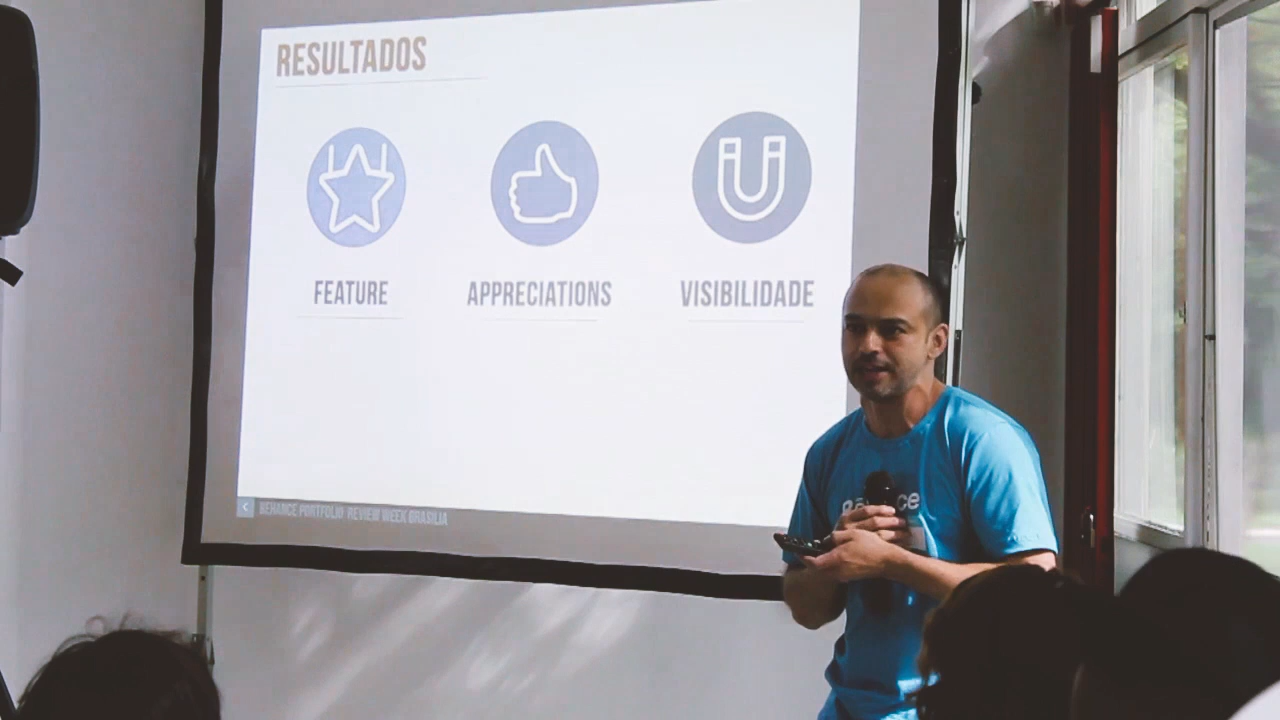 RESULTADOS
FEATURE
APPRECIATIONS
VISIBILIDADE
BEHANCE PORTFOLIO REVIEW WEEK BRASILIA